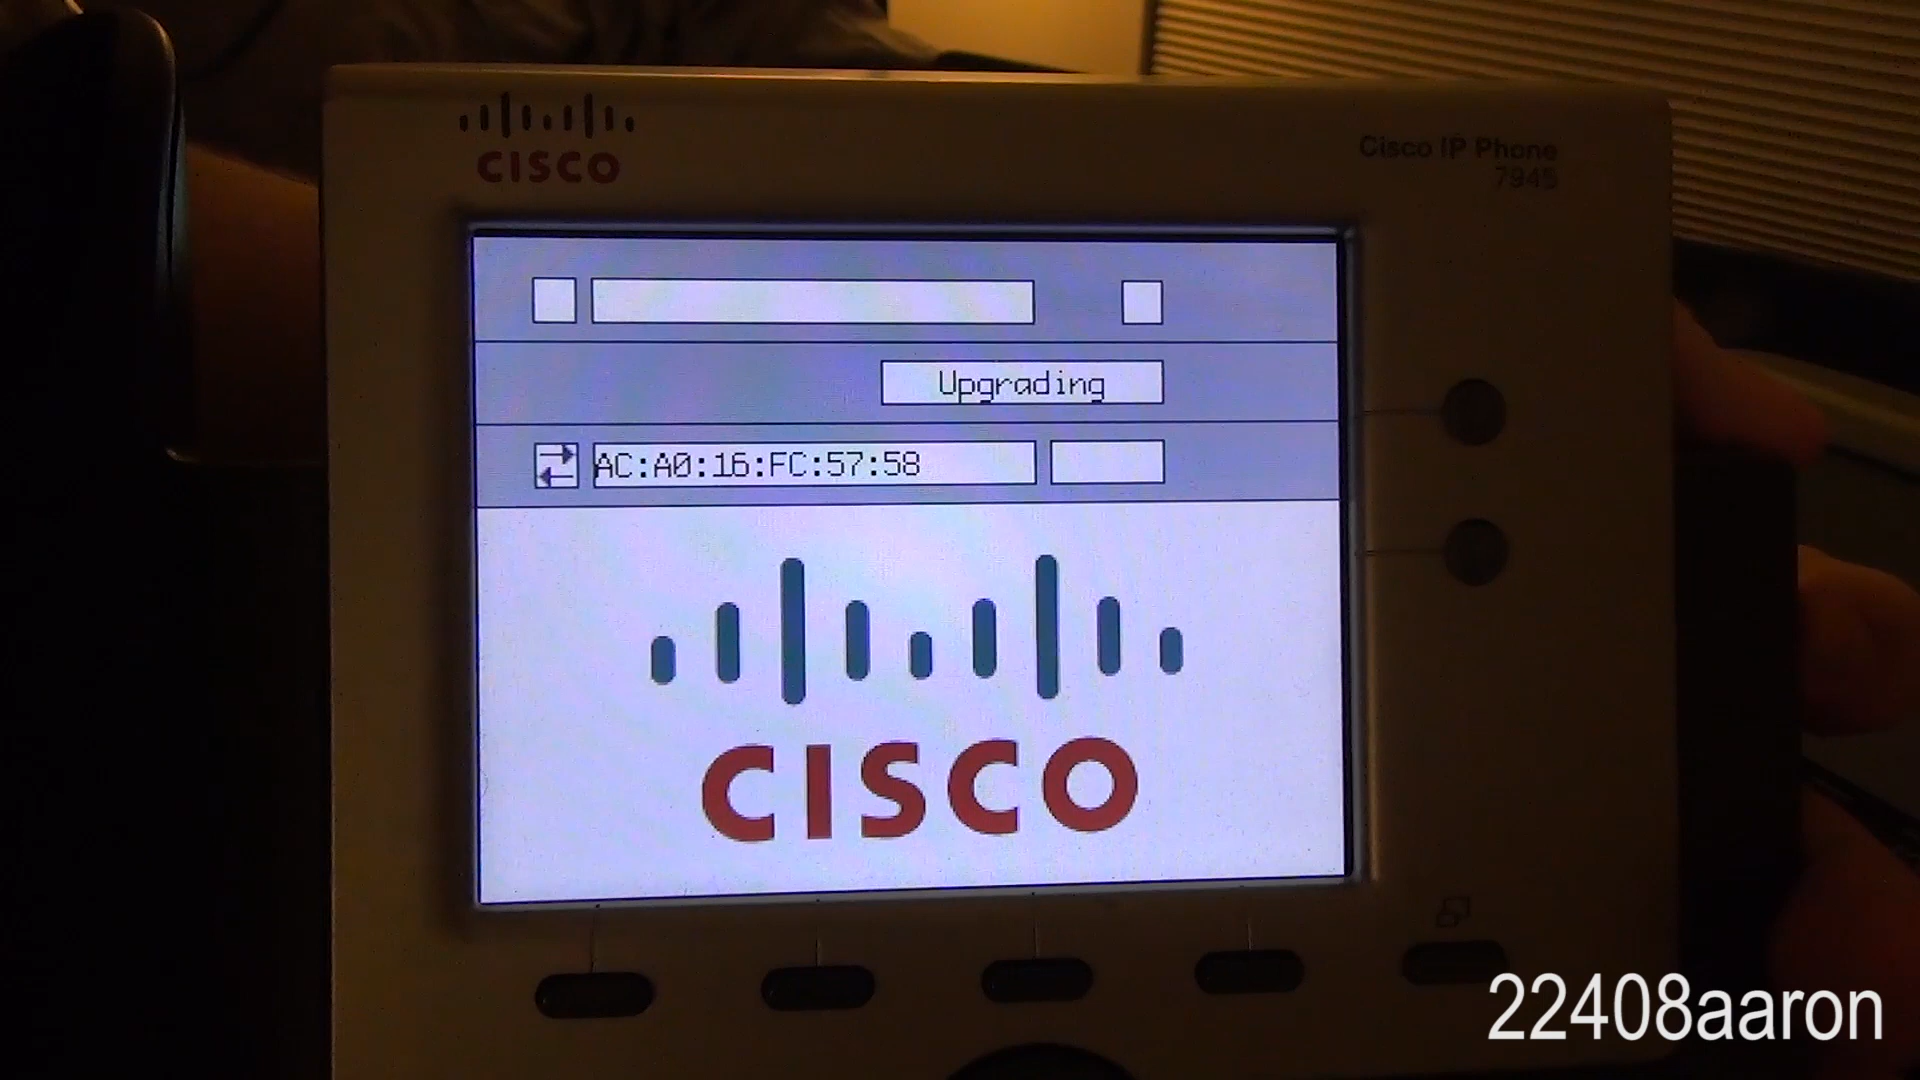 CISCO
Cisco IP Phone
7945
Upgrading
AC:A0:16:FC:57:58
CISCO
22408aaron